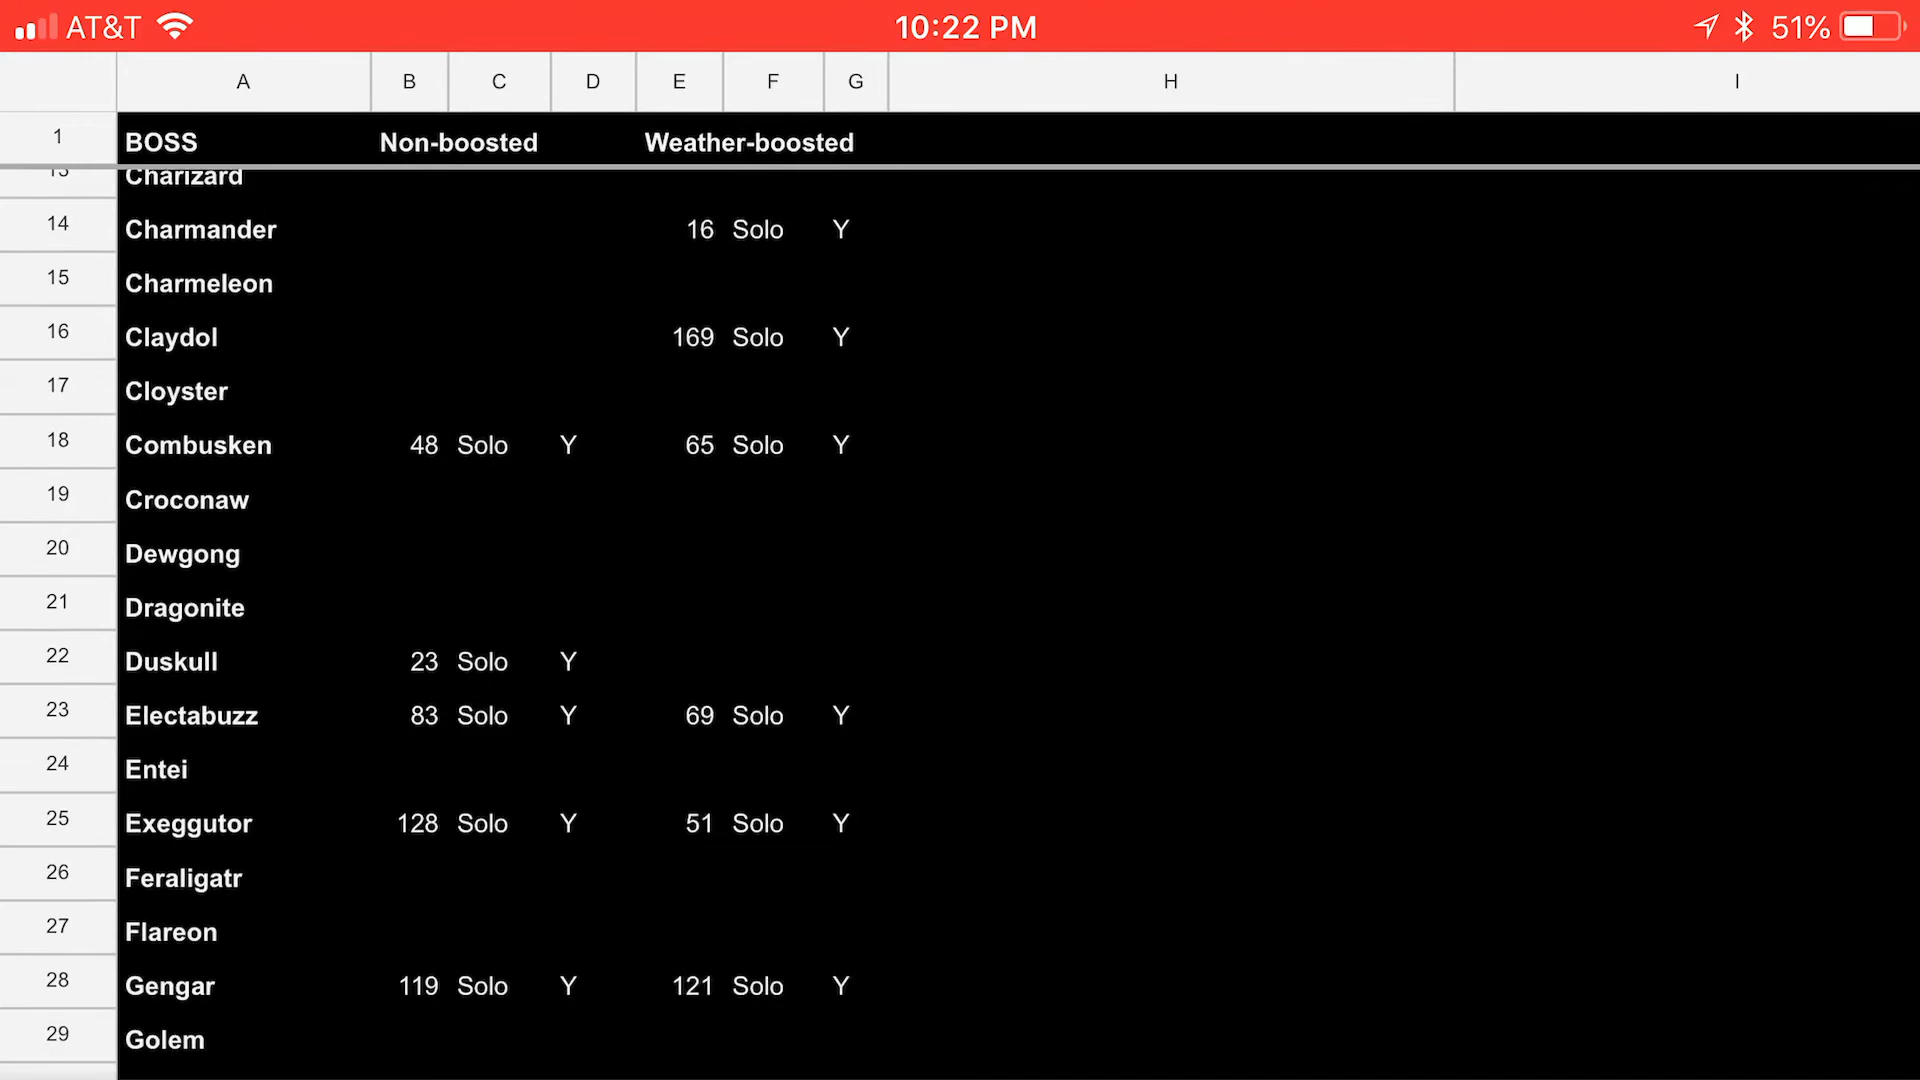 AT&T 10:22 PM 51%
A B C D E F G H I
1 BOSS Non-boosted Weather-boosted
13 Charizard
14 Charmander 16 Solo Y
15 Charmeleon
16 Claydol 169 Solo Y
17 Cloyster
18 Combusken 48 Solo Y 65 Solo Y
19 Croconaw
20 Dewgong
21 Dragonite
22 Duskull 23 Solo Y
23 Electabuzz 83 Solo Y 69 Solo Y
24 Entei
25 Exeggutor 128 Solo Y 51 Solo Y
26 Feraligatr
27 Flareon
28 Gengar 119 Solo Y 121 Solo Y
29 Golem